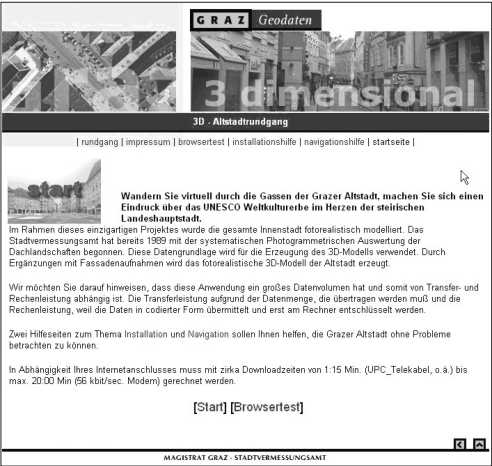 GRAZ Geodaten
3 dimensional
3D - Altstadtrundgang
| rundgang | impressum | browsertest | installationshilfe | navigationshilfe | startseite |
start
Wandern Sie virtuell durch die Gassen der Grazer Altstadt, machen Sie sich einen
Eindruck über das UNESCO Weltkulturerbe im Herzen der steirischen
Landeshauptstadt.
Im Rahmen dieses einzigartigen Projektes wurde die gesamte Innenstadt fotorealistisch modelliert. Das
Stadtvermessungsamt hat bereits 1989 mit der systematischen Photogrammetrischen Auswertung der
Dachlandschaften begonnen. Diese Datengrundlage wird für die Erzeugung des 3D-Modells verwendet. Durch
Ergänzungen mit Fassadenaufnahmen wird das fotorealistische 3D-Modell der Altstadt erzeugt.
Wir möchten Sie darauf hinweisen, dass diese Anwendung ein großes Datenvolumen hat und somit von Transfer- und
Rechenleistung abhängig ist. Die Transferleistung aufgrund der Datenmenge, die übertragen werden muß und die
Rechenleistung, weil die Daten in codierter Form übermittelt und erst am Rechner entschlüsselt werden.
Zwei Hilfeseiten zum Thema Installation und Navigation sollen Ihnen helfen, die Grazer Altstadt ohne Probleme
betrachten zu können.
In Abhängigkeit Ihres Internetanschlusses muss mit zirka Downloadzeiten von 1:15 Min. (UPC_Telekabel, o.ä.) bis
max. 20:00 Min (56 kbit/sec. Modem) gerechnet werden.
[Start] [Browsertest]
MAGISTRAT GRAZ - STADTVERMESSUNGSAMT